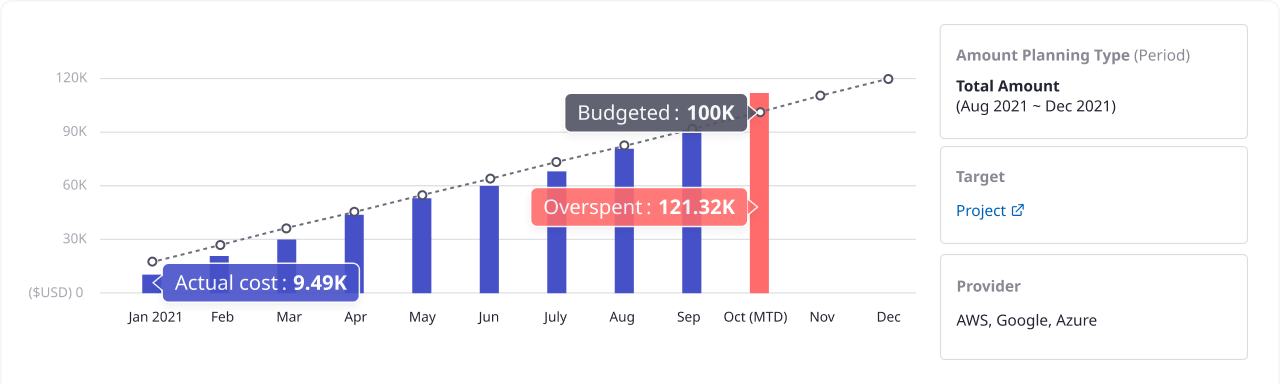 120K
90K
60K
30K
($USD) 0
Budgeted : 100K
Overspent : 121.32K
Actual cost : 9.49K
Jan 2021 Feb Mar Apr May Jun July Aug Sep Oct (MTD) Nov Dec
Amount Planning Type (Period)
Total Amount
(Aug 2021 ~ Dec 2021)
Target
Project
Provider
AWS, Google, Azure